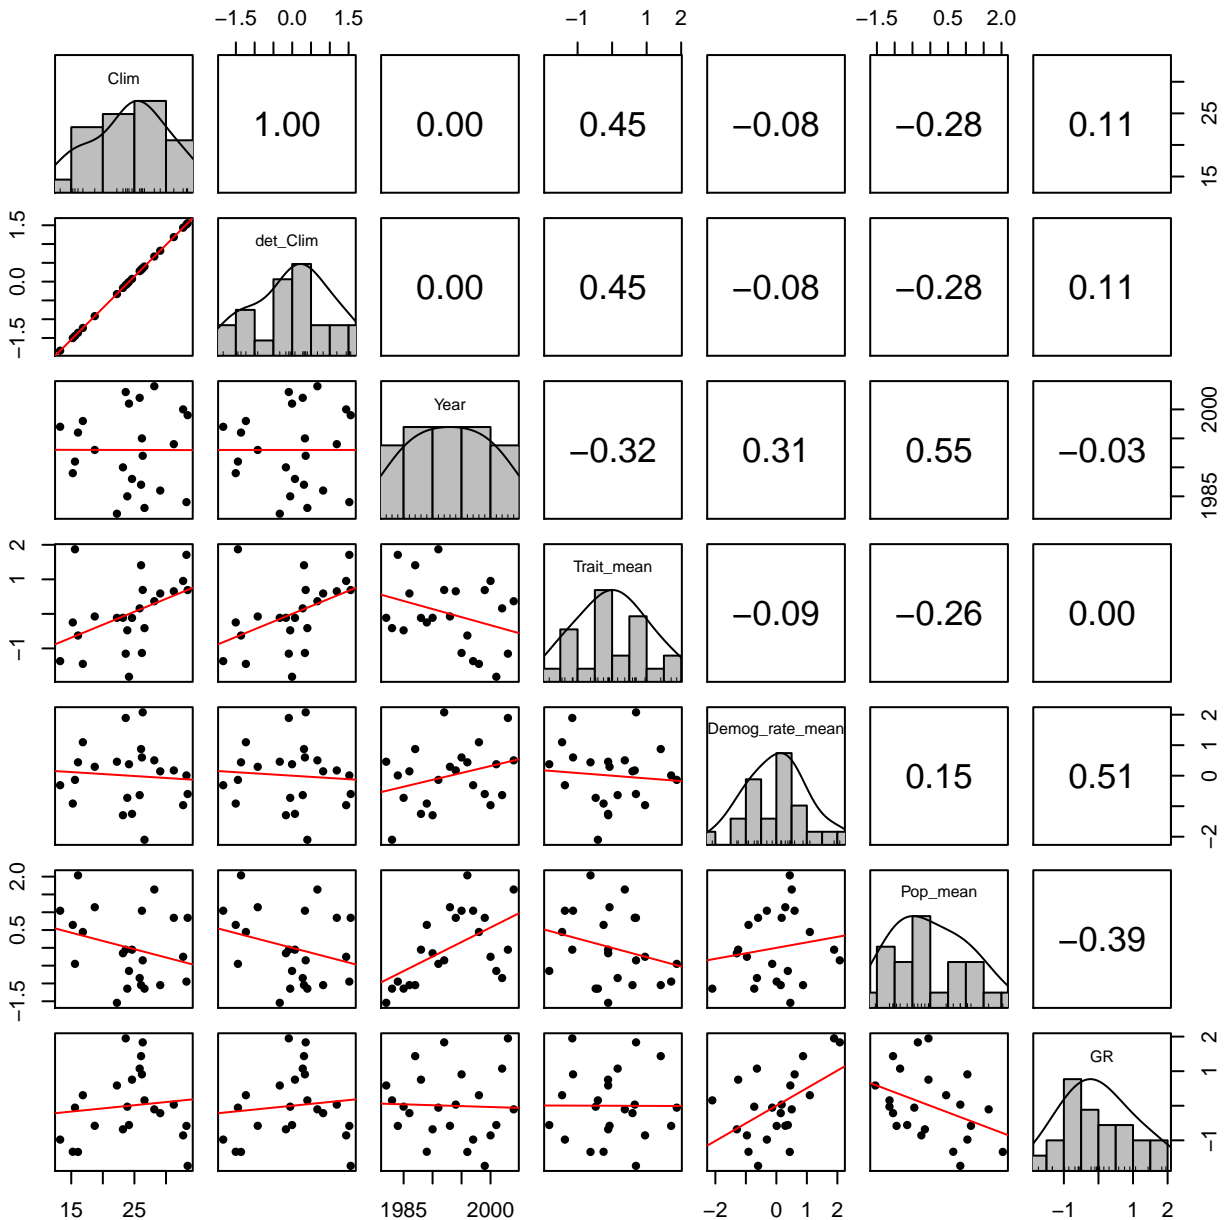 −1.5 0.0 1.5 −1 1 2 −1.5 0.5 2.0
Clim 1.00 0.00 0.45 −0.08 −0.28 0.11 15 25
−1.5 0.0 1.5 det_Clim 0.00 0.45 −0.08 −0.28 0.11
Year −0.32 0.31 0.55 −0.03 1985 2000
−1 1 2 Trait_mean −0.09 −0.26 0.00
Demog_rate_mean 0.15 0.51 −2 0 1 2
−1.5 0.5 2.0 Pop_mean −0.39
GR −1 1 2
15 25 1985 2000 −2 0 1 2 −1 1 2